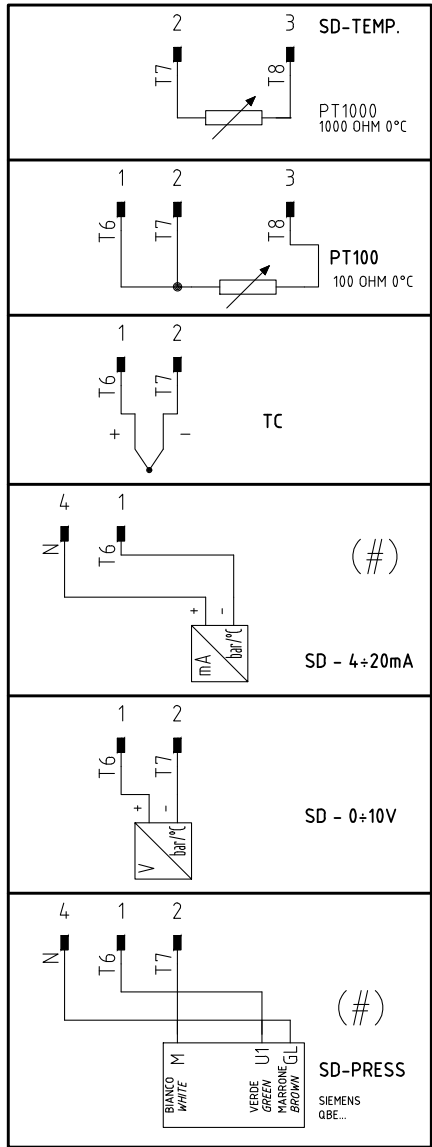 2 3 SD-TEMP.
T7 T8
PT1000
1000 OHM 0°C
1 2 3
T6 T7 T8
PT100
100 OHM 0°C
1 2
T6 T7
+ -
TC
4 1
N T6
(#)
+ -
mA bar/°C
SD - 4÷20mA
1 2
T6 T7
+ -
V bar/°C
SD - 0÷10V
4 1 2
N T6 T7
(#)
M U1 GL
BIANCO VERDE MARRONE
WHITE GREEN BROWN
SD-PRESS
SIEMENS
QBE...